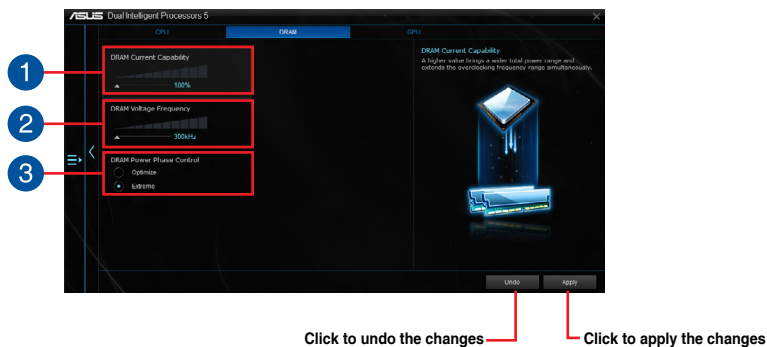 ASUS Dual Intelligent Processors 5
CPU
DRAM
GPU
1
DRAM Current Capability
100%
2
DRAM Voltage Frequency
300kHz
3
DRAM Power Phase Control
Optimize
Extreme
DRAM Current Capability
A higher value brings a wider total power range and
extends the overclocking frequency range simultaneously.
Undo
Apply
Click to undo the changes
Click to apply the changes